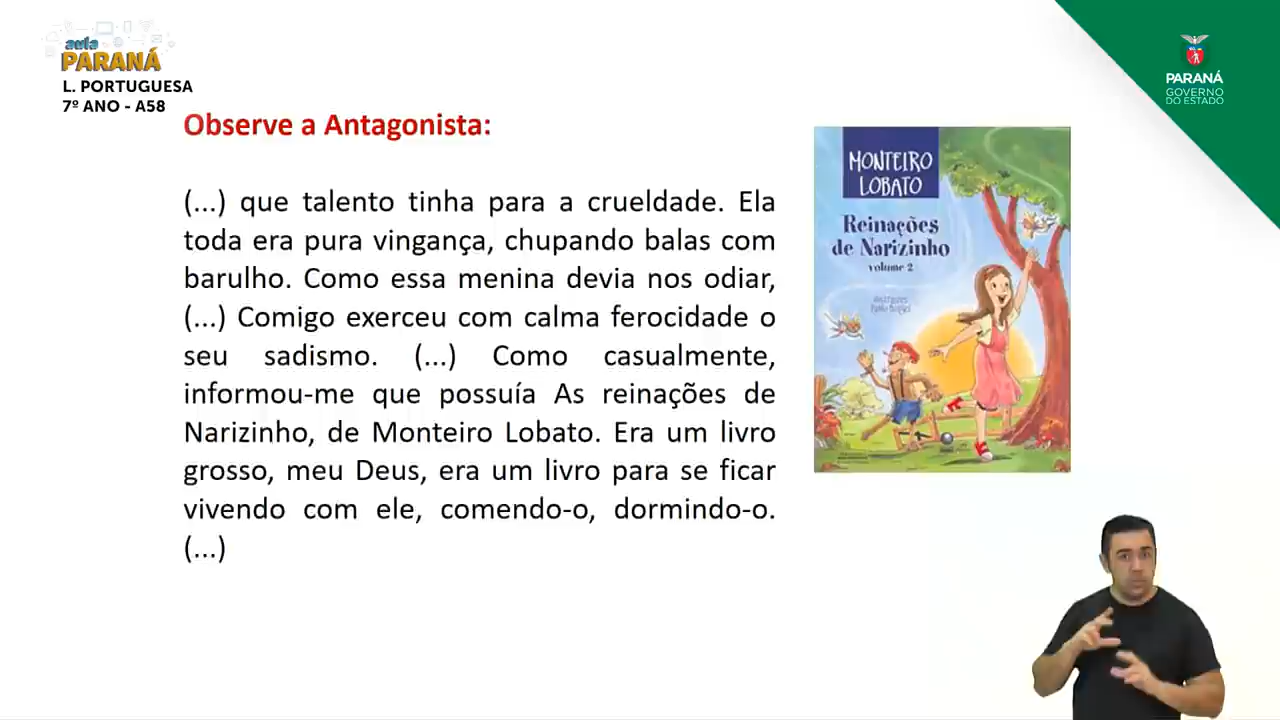 aula
PARANÁ
L. PORTUGUESA
7º ANO - A58
PARANÁ
GOVERNO
DO ESTADO
Observe a Antagonista:
(...) que talento tinha para a crueldade. Ela
toda era pura vingança, chupando balas com
barulho. Como essa menina devia nos odiar,
(...) Comigo exerceu com calma ferocidade o
seu sadismo. (...) Como casualmente,
informou-me que possuía As reinações de
Narizinho, de Monteiro Lobato. Era um livro
grosso, meu Deus, era um livro para se ficar
vivendo com ele, comendo-o, dormindo-o.
(...)
MONTEIRO
LOBATO
Reinações
de Narizinho
volume 2